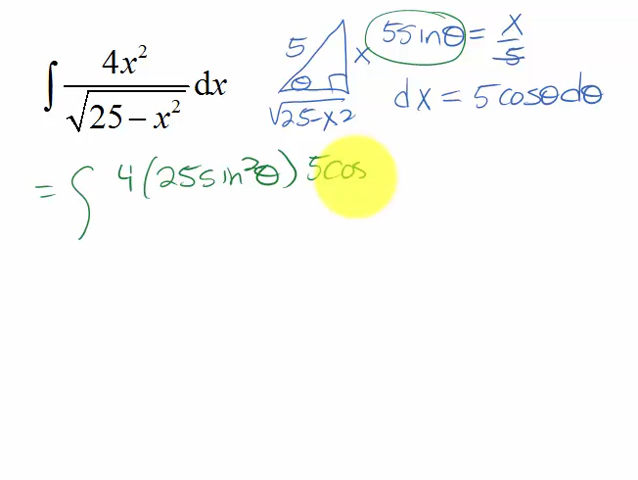 ∫ 4x² / √(25 − x²) dx
5 x θ √25-x2
5sinθ = x/5
dx = 5cosθdθ
= ∫ 4(25sin²θ) 5cos